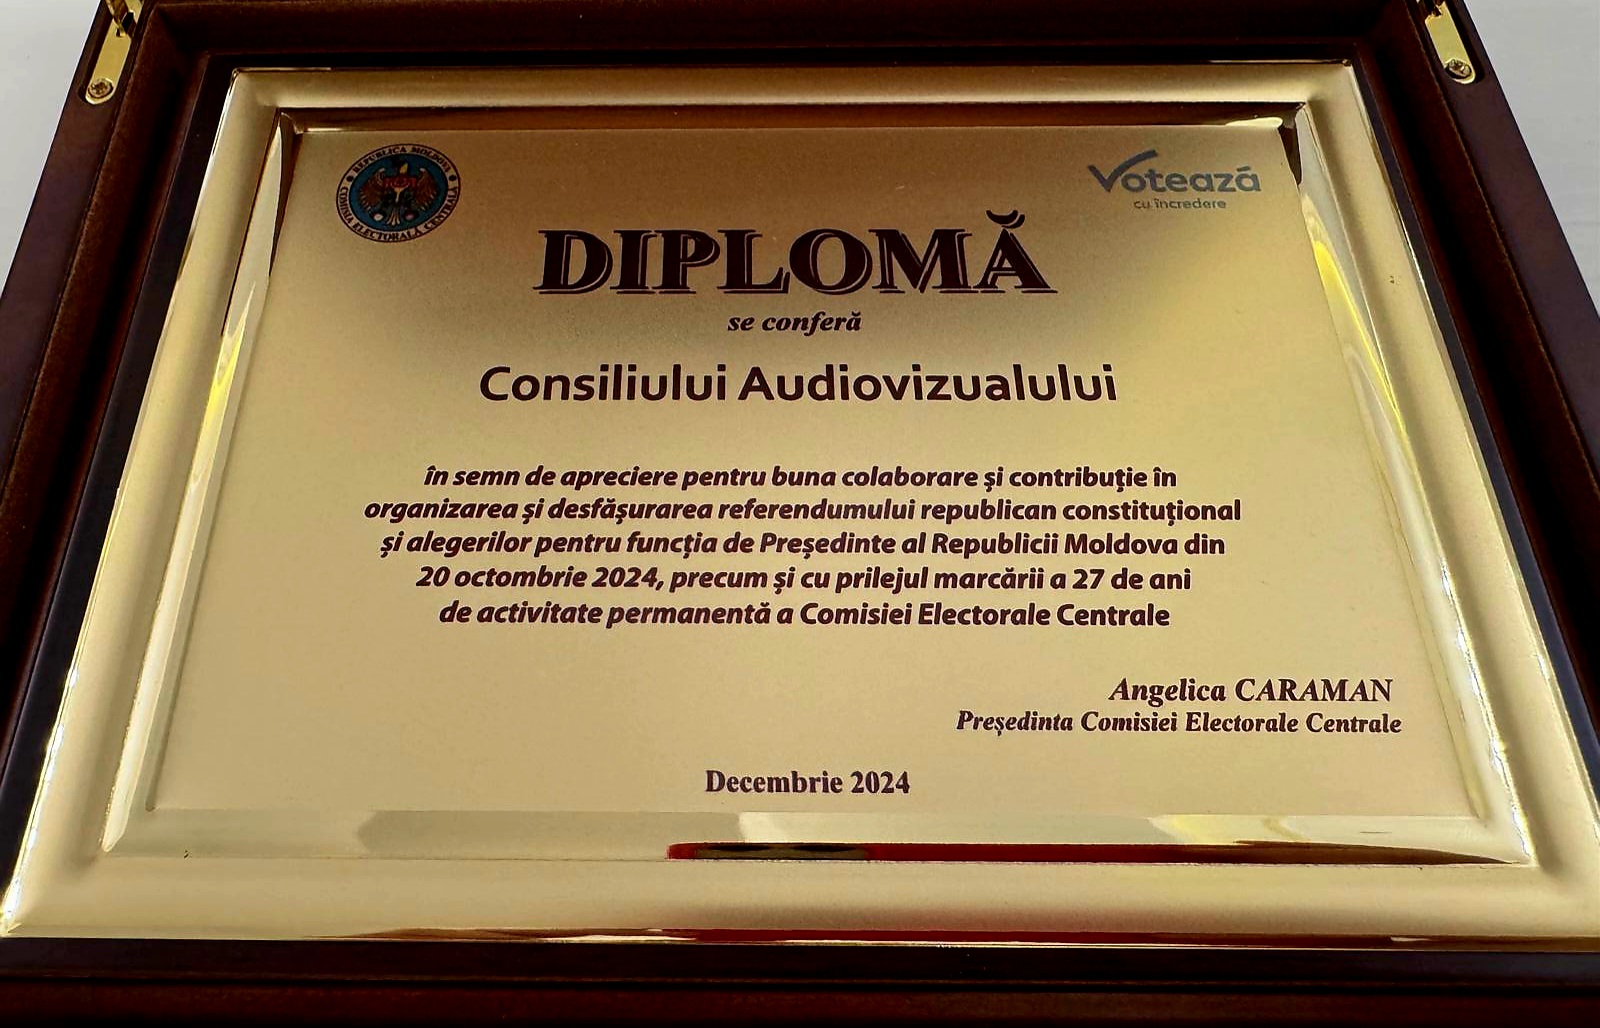 REPUBLICA MOLDOVA
COMISIA ELECTORALĂ CENTRALĂ
Votează
cu încredere
DIPLOMĂ
se conferă
Consiliului Audiovizualului
în semn de apreciere pentru buna colaborare și contribuție în
organizarea și desfășurarea referendumului republican constituțional
și alegerilor pentru funcția de Președinte al Republicii Moldova din
20 octombrie 2024, precum și cu prilejul marcării a 27 de ani
de activitate permanentă a Comisiei Electorale Centrale
Angelica CARAMAN
Președinta Comisiei Electorale Centrale
Decembrie 2024